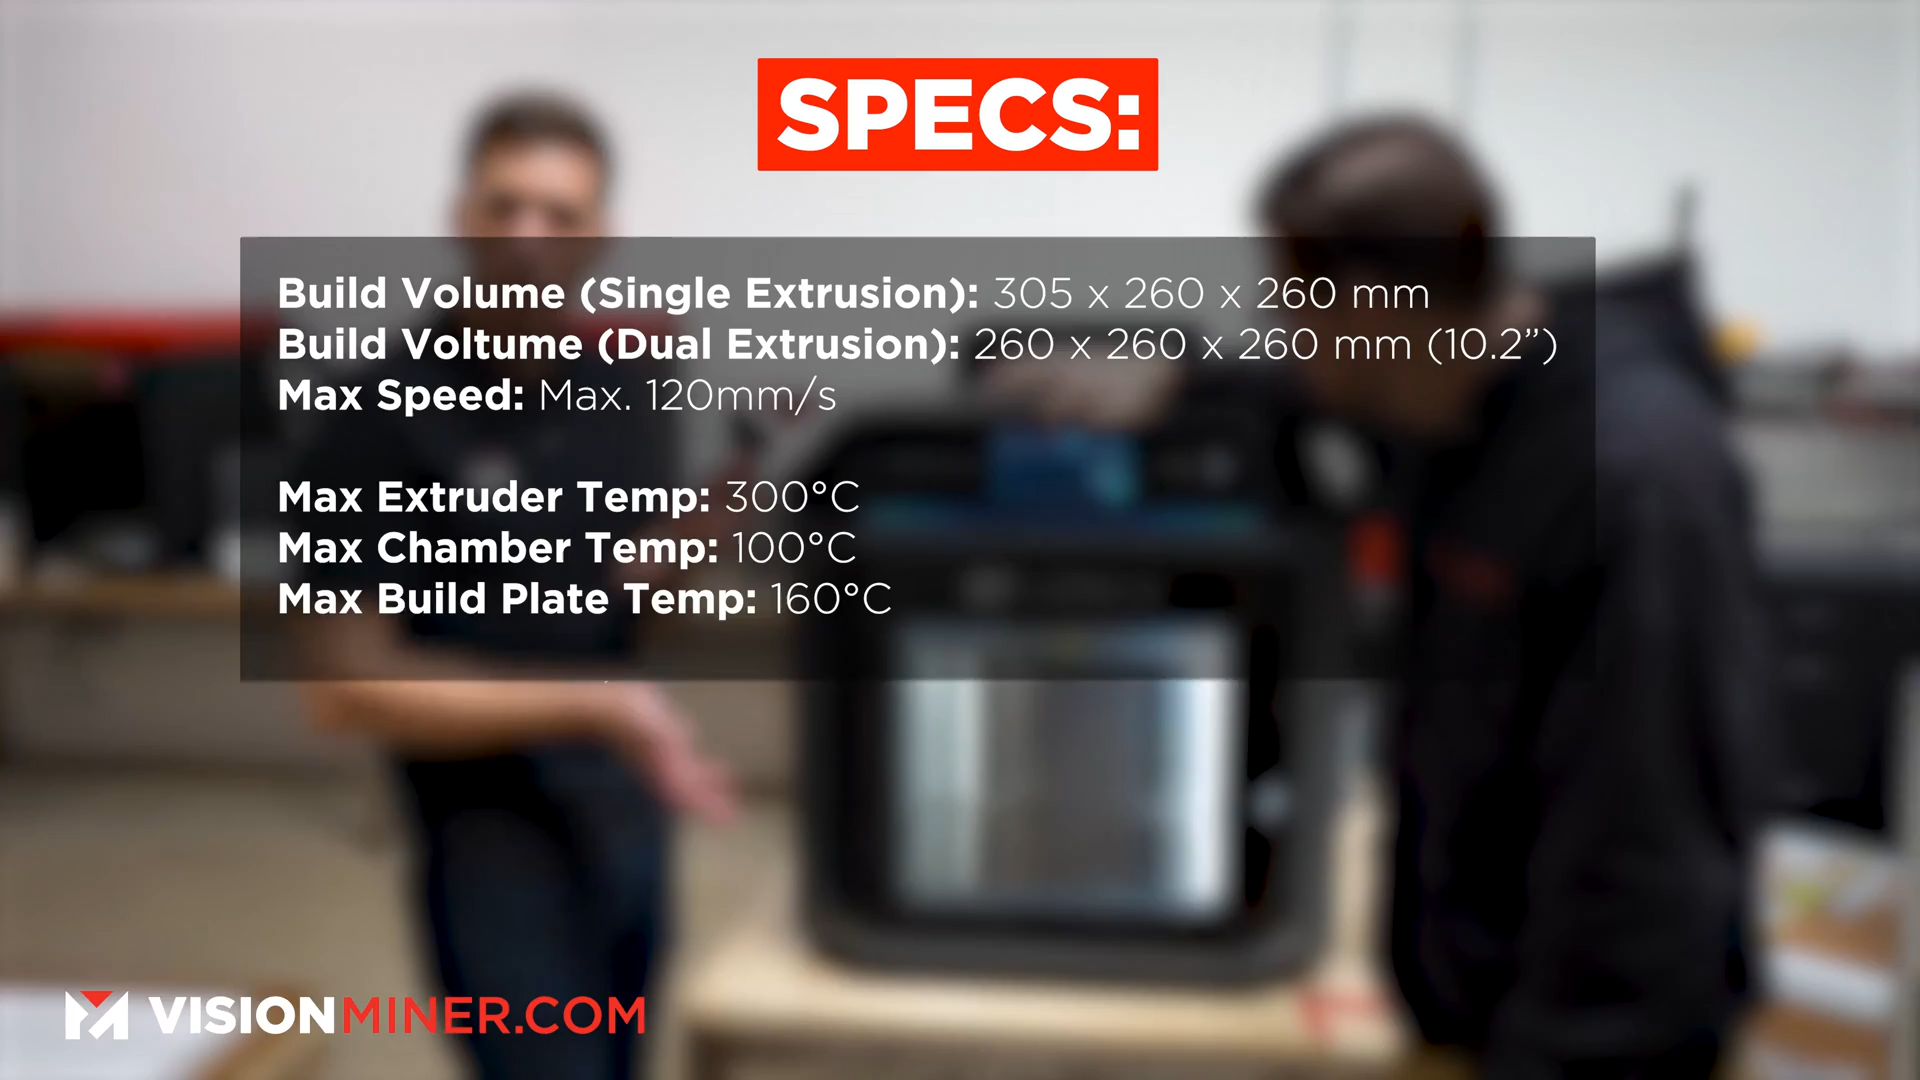 SPECS:
Build Volume (Single Extrusion): 305 x 260 x 260 mm
Build Voltume (Dual Extrusion): 260 x 260 x 260 mm (10.2”)
Max Speed: Max. 120mm/s
Max Extruder Temp: 300°C
Max Chamber Temp: 100°C
Max Build Plate Temp: 160°C
VISIONMINER.COM